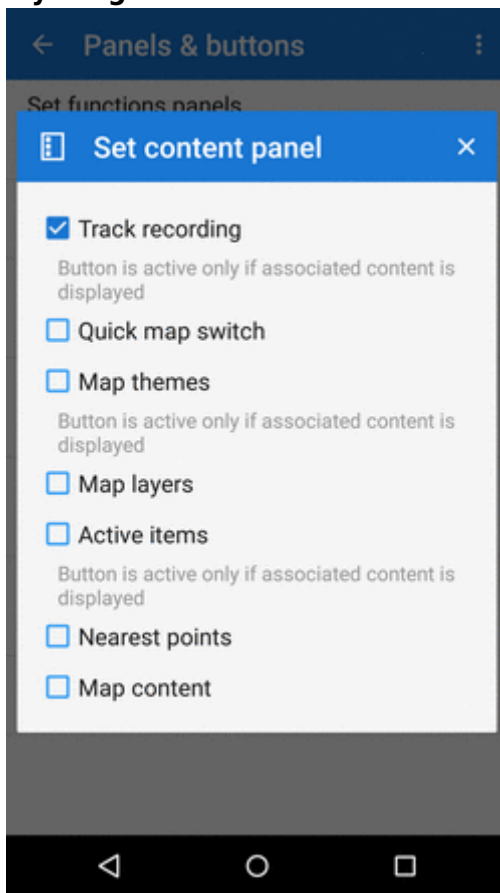 Panels & buttons
Set functions panels
Set content panel
Track recording
Button is active only if associated content is
displayed
Quick map switch
Map themes
Button is active only if associated content is
displayed
Map layers
Active items
Button is active only if associated content is
displayed
Nearest points
Map content